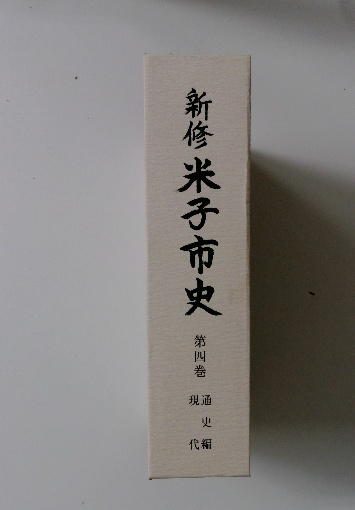 新修 米子市史
第四巻
通史編
現代